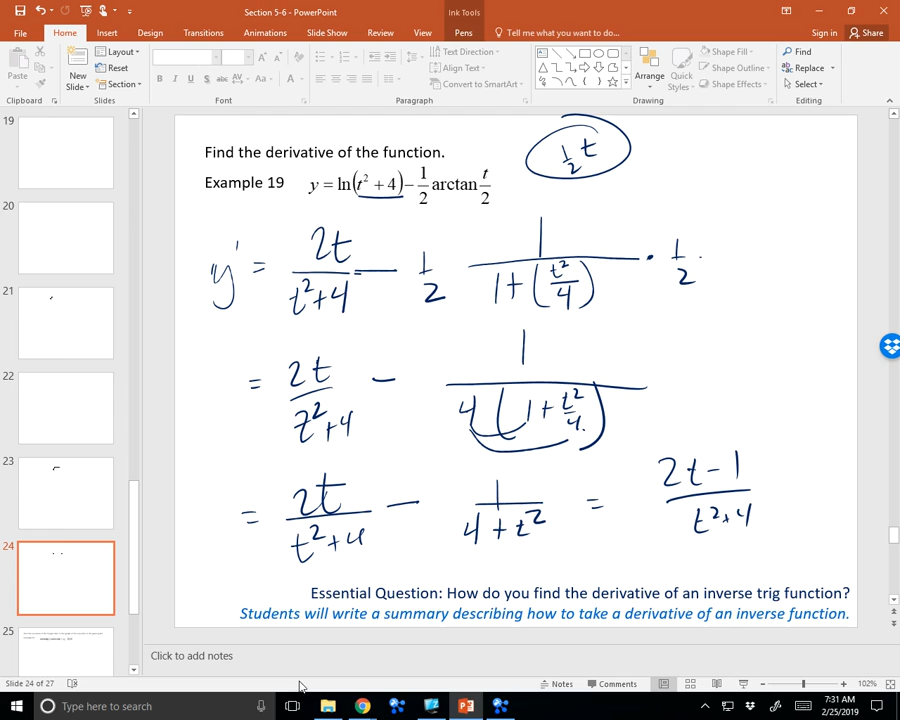 Section 5-6 - PowerPoint
Ink Tools
File Home Insert Design Transitions Animations Slide Show Review View Pens Tell me what you want to do... Sign in Share
Paste
New Slide
Layout
Reset
Section
Text Direction
Align Text
Convert to SmartArt
Arrange
Quick Styles
Shape Fill
Shape Outline
Shape Effects
Find
Replace
Select
Clipboard Slides Font Paragraph Drawing Editing
19
20
21
22
23
24
25
Find the derivative of the function.
Example 19 y = ln(t² + 4) − 1/2 arctan t/2
1/2 t
y' = 2t/(t²+4) − 1/2 1/(1+(t²/4)) · 1/2
= 2t/(t²+4) − 1/(4(1+t²/4))
= 2t/(t²+4) − 1/(4+t²) = (2t−1)/(t²+4)
Essential Question: How do you find the derivative of an inverse trig function?
Students will write a summary describing how to take a derivative of an inverse function.
Click to add notes
Slide 24 of 27 Notes Comments 102%
Type here to search
7:31 AM
2/25/2019